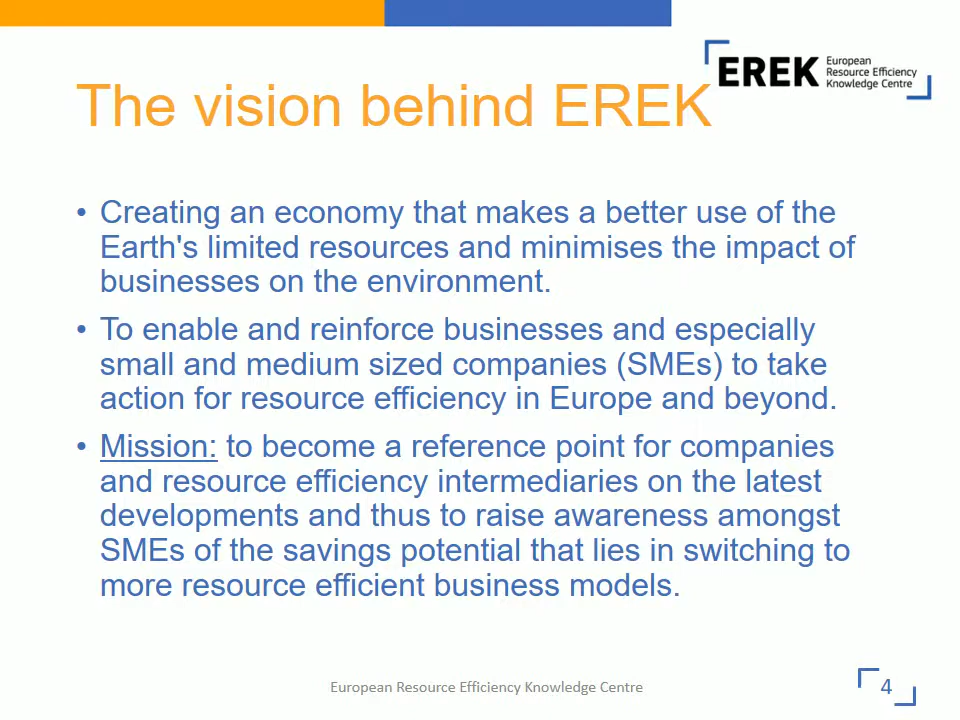 EREK
European
Resource Efficiency
Knowledge Centre
The vision behind EREK
• Creating an economy that makes a better use of the
Earth's limited resources and minimises the impact of
businesses on the environment.
• To enable and reinforce businesses and especially
small and medium sized companies (SMEs) to take
action for resource efficiency in Europe and beyond.
• Mission: to become a reference point for companies
and resource efficiency intermediaries on the latest
developments and thus to raise awareness amongst
SMEs of the savings potential that lies in switching to
more resource efficient business models.
European Resource Efficiency Knowledge Centre
4